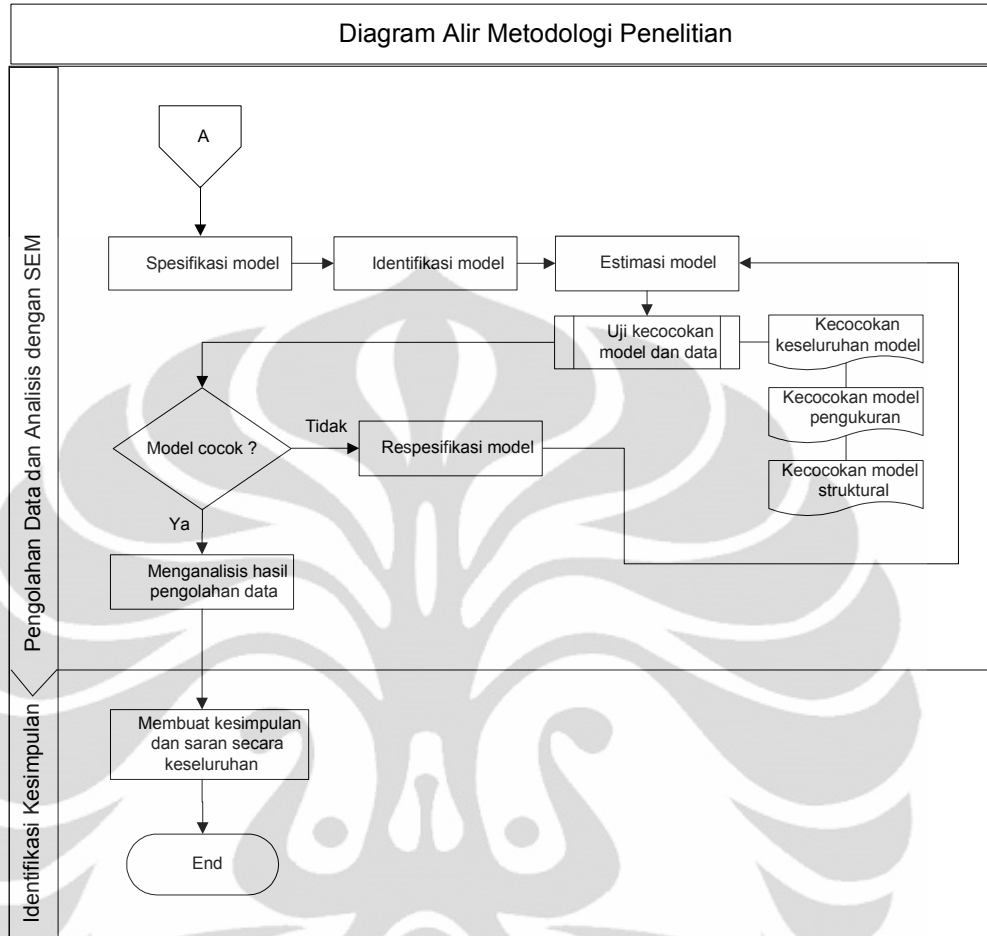 Diagram Alir Metodologi Penelitian
Pengolahan Data dan Analisis dengan SEM
A
Spesifikasi model
Identifikasi model
Estimasi model
Uji kecocokan
model dan data
Kecocokan
keseluruhan model
Kecocokan model
pengukuran
Kecocokan model
struktural
Model cocok ?
Tidak
Respesifikasi model
Ya
Menganalisis hasil
pengolahan data
Identifikasi Kesimpulan
Membuat kesimpulan
dan saran secara
keseluruhan
End